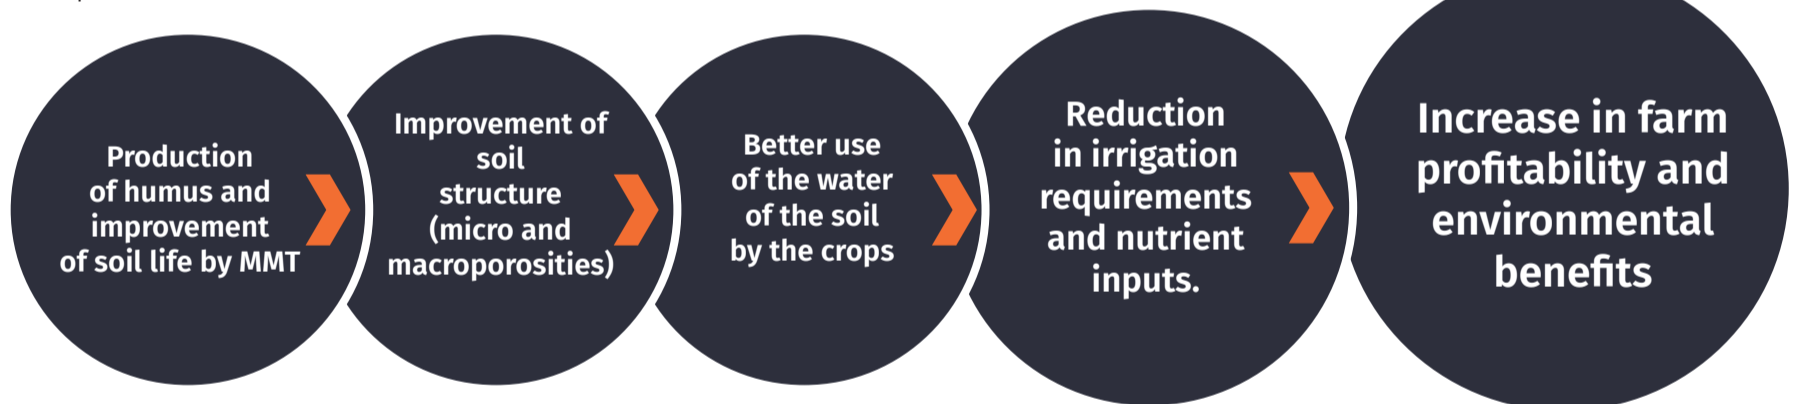 Production
of humus and
improvement
of soil life by MMT
Improvement of
soil
structure
(micro and
macroporosities)
Better use
of the water
of the soil
by the crops
Reduction
in irrigation
requirements
and nutrient
inputs.
Increase in farm
profitability and
environmental
benefits